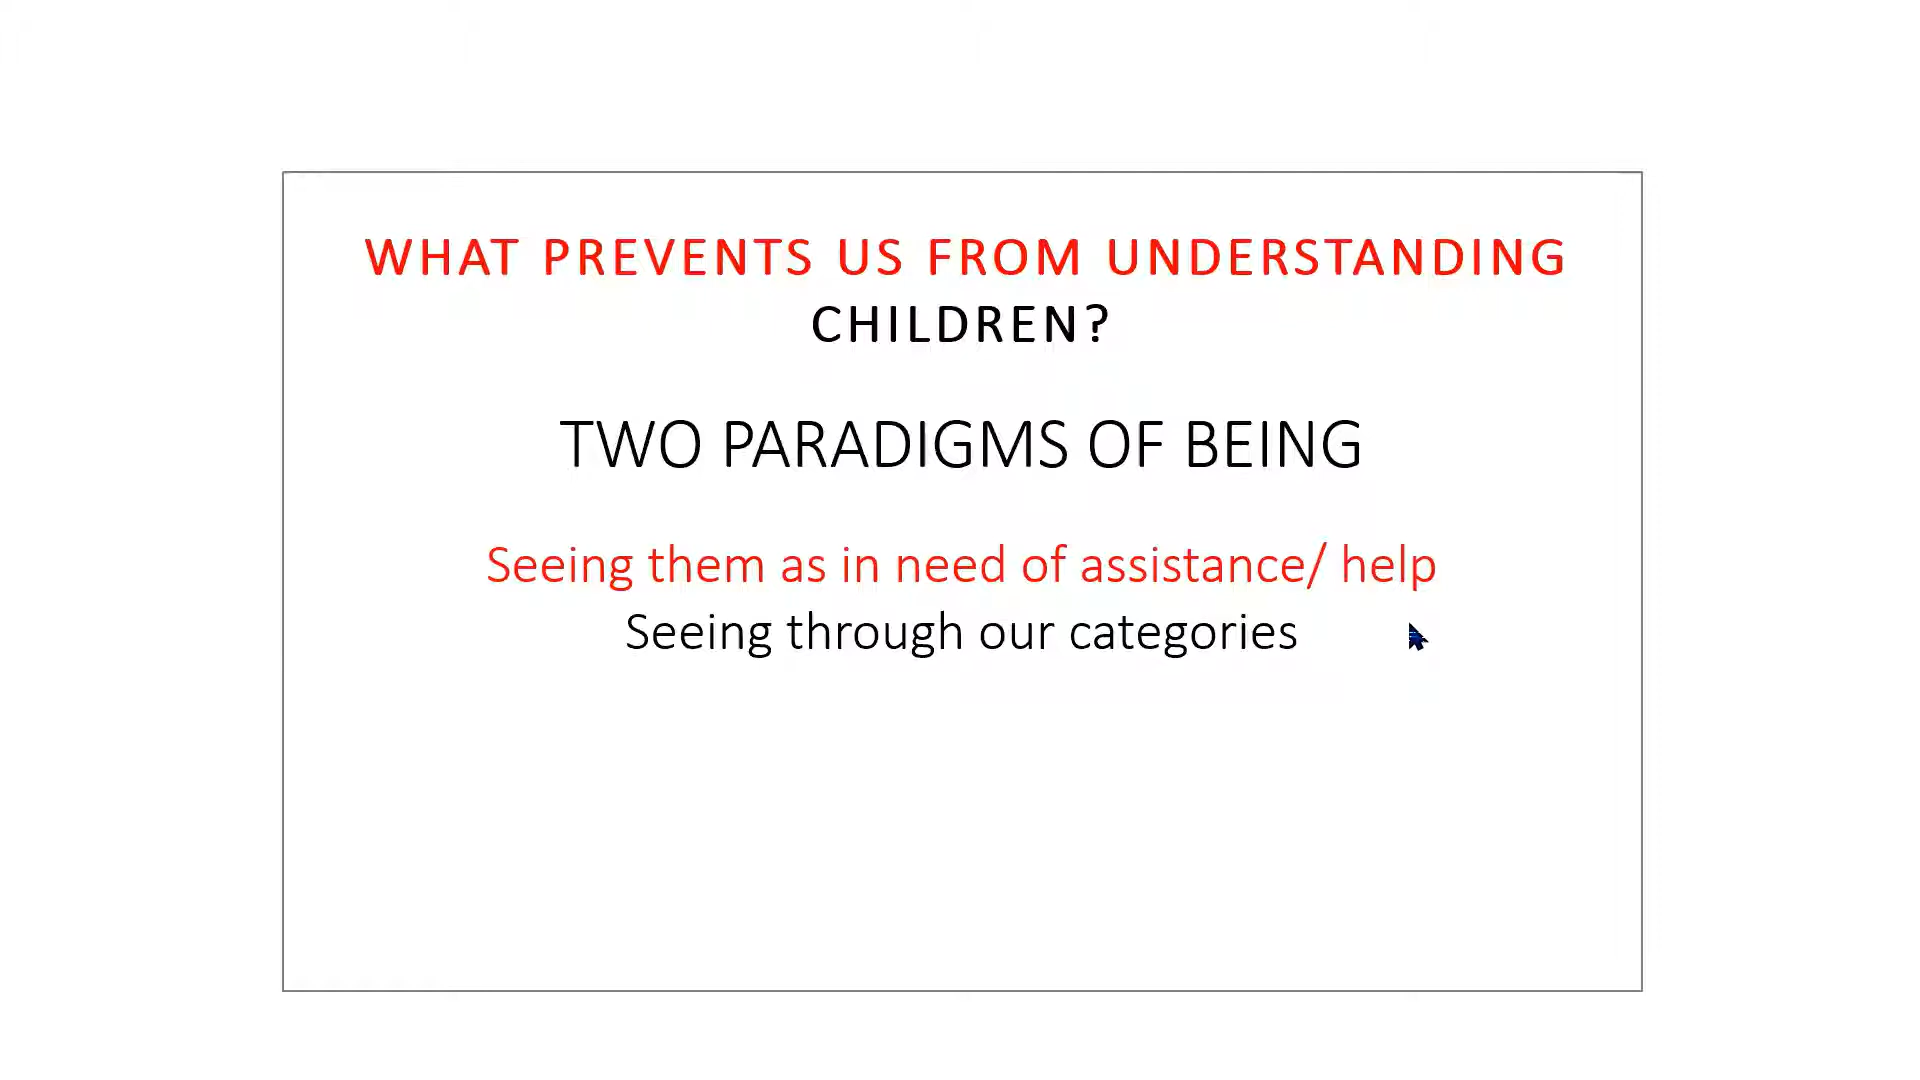 WHAT PREVENTS US FROM UNDERSTANDING
CHILDREN?
TWO PARADIGMS OF BEING
Seeing them as in need of assistance/ help
Seeing through our categories